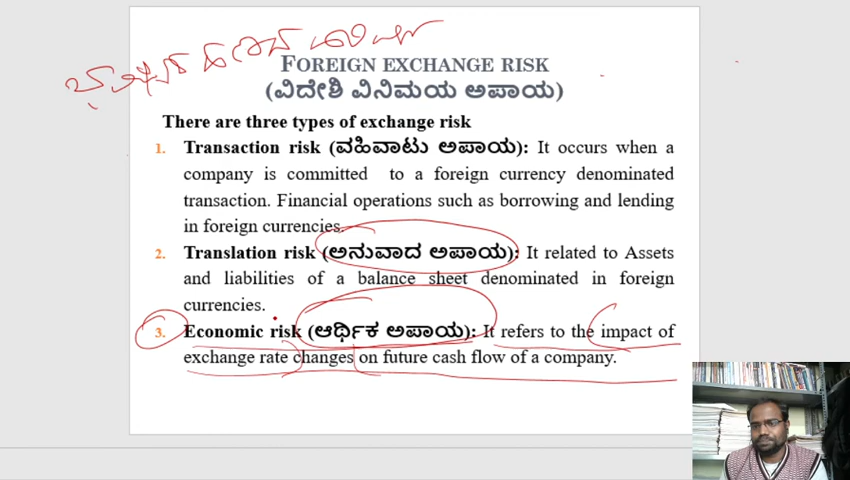 FOREIGN EXCHANGE RISK
(ವಿದೇಶಿ ವಿನಿಮಯ ಅಪಾಯ)
There are three types of exchange risk
1. Transaction risk (ವಹಿವಾಟು ಅಪಾಯ): It occurs when a
company is committed to a foreign currency denominated
transaction. Financial operations such as borrowing and lending
in foreign currencies.
2. Translation risk (ಅನುವಾದ ಅಪಾಯ): It related to Assets
and liabilities of a balance sheet denominated in foreign
currencies.
3. Economic risk (ಆರ್ಥಿಕ ಅಪಾಯ): It refers to the impact of
exchange rate changes on future cash flow of a company.